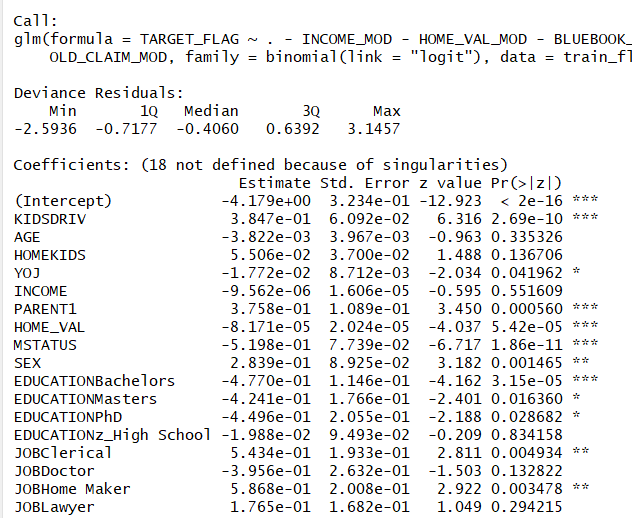 Call:
glm(formula = TARGET_FLAG ~ . - INCOME_MOD - HOME_VAL_MOD - BLUEBOOK_
    OLD_CLAIM_MOD, family = binomial(link = "logit"), data = train_fl
Deviance Residuals:
    Min      1Q  Median      3Q     Max
-2.5936 -0.7177 -0.4060  0.6392  3.1457
Coefficients: (18 not defined because of singularities)
                         Estimate Std. Error z value Pr(>|z|)
(Intercept)            -4.179e+00  3.234e-01 -12.923  < 2e-16 ***
KIDSDRIV                3.847e-01  6.092e-02   6.316 2.69e-10 ***
AGE                    -3.822e-03  3.967e-03  -0.963 0.335326
HOMEKIDS                5.506e-02  3.700e-02   1.488 0.136706
YOJ                    -1.772e-02  8.712e-03  -2.034 0.041962 *
INCOME                 -9.562e-06  1.606e-05  -0.595 0.551609
PARENT1                 3.758e-01  1.089e-01   3.450 0.000560 ***
HOME_VAL               -8.171e-05  2.024e-05  -4.037 5.42e-05 ***
MSTATUS                -5.198e-01  7.739e-02  -6.717 1.86e-11 ***
SEX                     2.839e-01  8.925e-02   3.182 0.001465 **
EDUCATIONBachelors     -4.770e-01  1.146e-01  -4.162 3.15e-05 ***
EDUCATIONMasters       -4.241e-01  1.766e-01  -2.401 0.016360 *
EDUCATIONPhD           -4.496e-01  2.055e-01  -2.188 0.028682 *
EDUCATIONz_High School -1.988e-02  9.493e-02  -0.209 0.834158
JOBClerical             5.434e-01  1.933e-01   2.811 0.004934 **
JOBDoctor              -3.956e-01  2.632e-01  -1.503 0.132822
JOBHome Maker           5.868e-01  2.008e-01   2.922 0.003478 **
JOBLawyer               1.765e-01  1.682e-01   1.049 0.294215